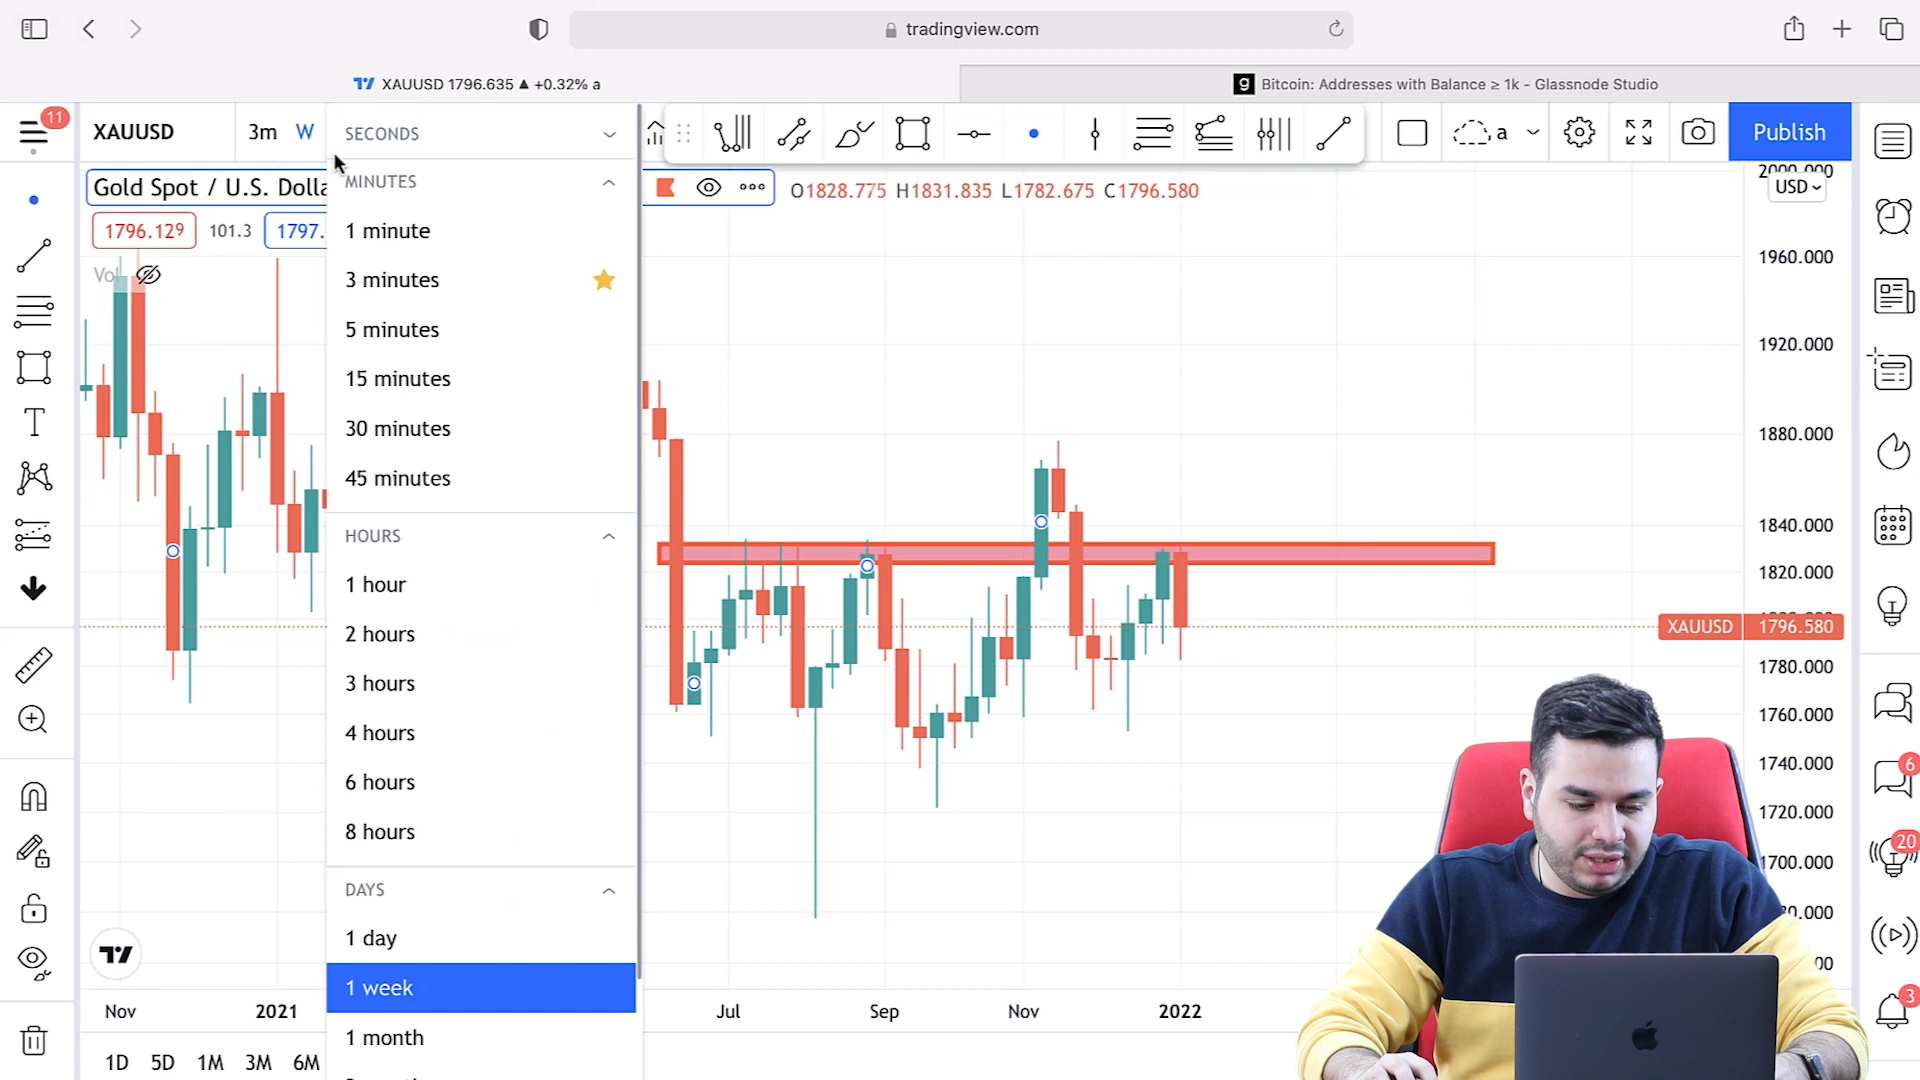 tradingview.com
XAUUSD 1796.635 ▲ +0.32% a
g Bitcoin: Addresses with Balance ≥ 1k - Glassnode Studio
11
XAUUSD
3m
W
SECONDS
a
Publish
MINUTES
Gold Spot / U.S. Dolla
O1828.775 H1831.835 L1782.675 C1796.580
USD
1796.129
101.3
1797.
1 minute
Vol
3 minutes
5 minutes
15 minutes
30 minutes
45 minutes
HOURS
1 hour
2 hours
3 hours
4 hours
6 hours
8 hours
DAYS
1 day
1 week
1 month
2000.000
1960.000
1920.000
1880.000
1840.000
1820.000
XAUUSD 1796.580
1780.000
1760.000
1740.000
1720.000
1700.000
6
20
3
Nov
2021
Jul
Sep
Nov
2022
1D
5D
1M
3M
6M